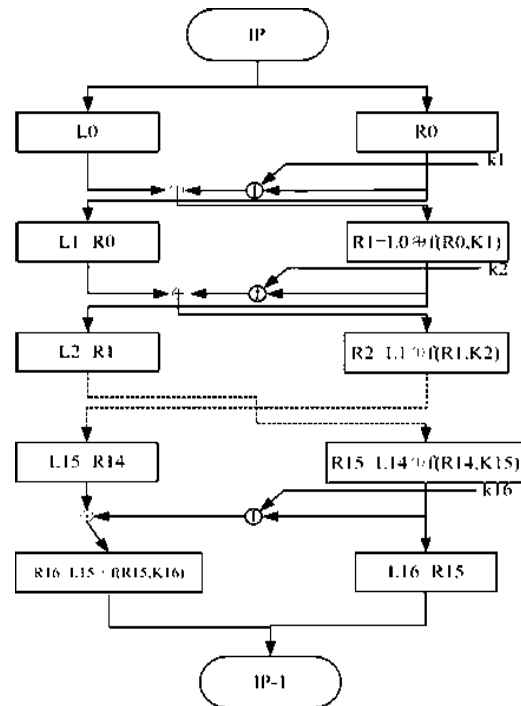 IP
L0
R0
k1
L1=R0
R1=L0⊕f(R0,K1)
k2
L2=R1
R2=L1⊕f(R1,K2)
L15=R14
R15=L14⊕f(R14,K15)
k16
R16=L15⊕f(R15,K16)
L16=R15
IP-1